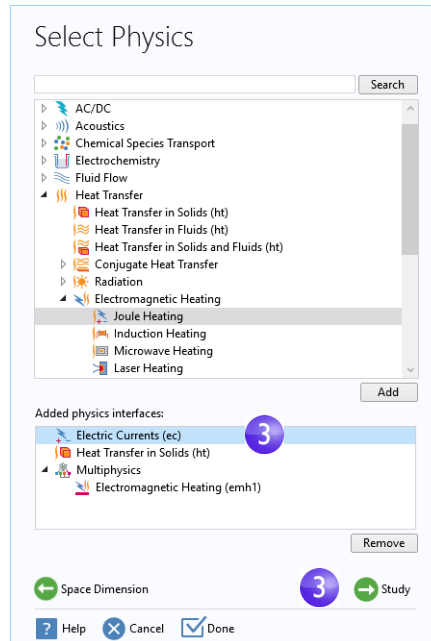 Select Physics
Search
AC/DC
Acoustics
Chemical Species Transport
Electrochemistry
Fluid Flow
Heat Transfer
Heat Transfer in Solids (ht)
Heat Transfer in Fluids (ht)
Heat Transfer in Solids and Fluids (ht)
Conjugate Heat Transfer
Radiation
Electromagnetic Heating
Joule Heating
Induction Heating
Microwave Heating
Laser Heating
Add
Added physics interfaces:
Electric Currents (ec) 3
Heat Transfer in Solids (ht)
Multiphysics
Electromagnetic Heating (emh1)
Remove
Space Dimension 3 Study
? Help Cancel Done